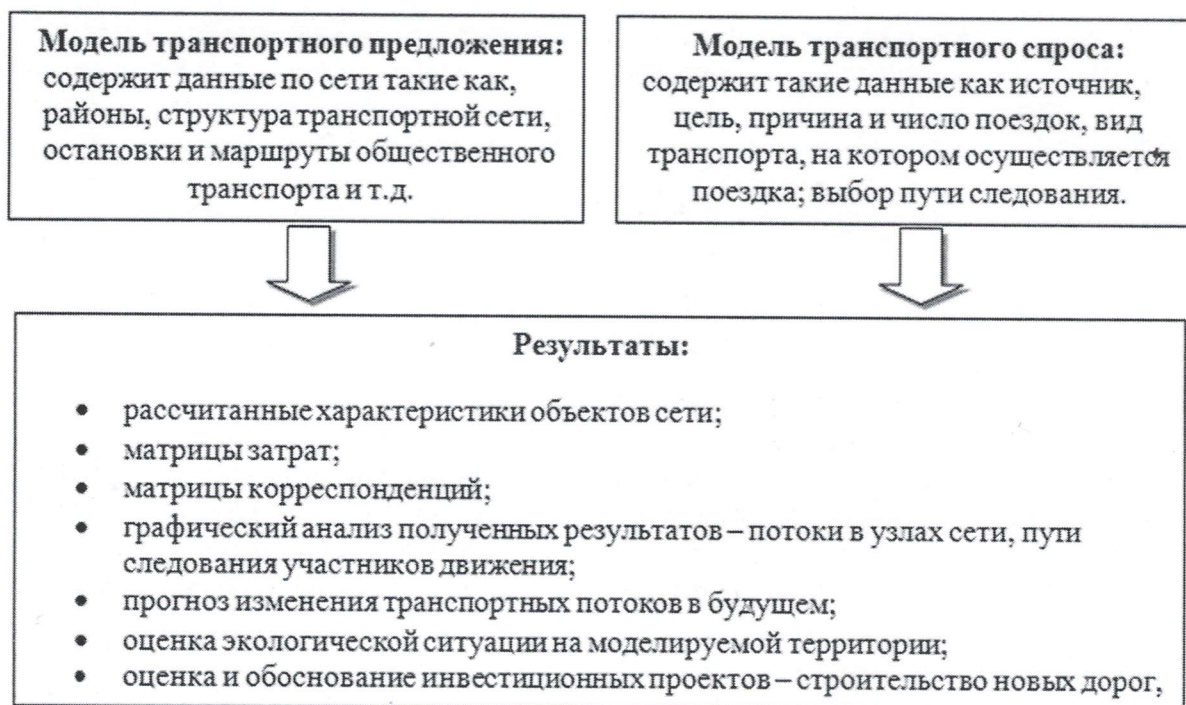 Модель транспортного предложения:
содержит данные по сети такие как,
районы, структура транспортной сети,
остановки и маршруты общественного
транспорта и т.д.
Модель транспортного спроса:
содержит такие данные как источник,
цель, причина и число поездок, вид
транспорта, на котором осуществляется
поездка; выбор пути следования.
Результаты:
• рассчитанные характеристики объектов сети;
• матрицы затрат;
• матрицы корреспонденций;
• графический анализ полученных результатов – потоки в узлах сети, пути
следования участников движения;
• прогноз изменения транспортных потоков в будущем;
• оценка экологической ситуации на моделируемой территории;
• оценка и обоснование инвестиционных проектов – строительство новых дорог,